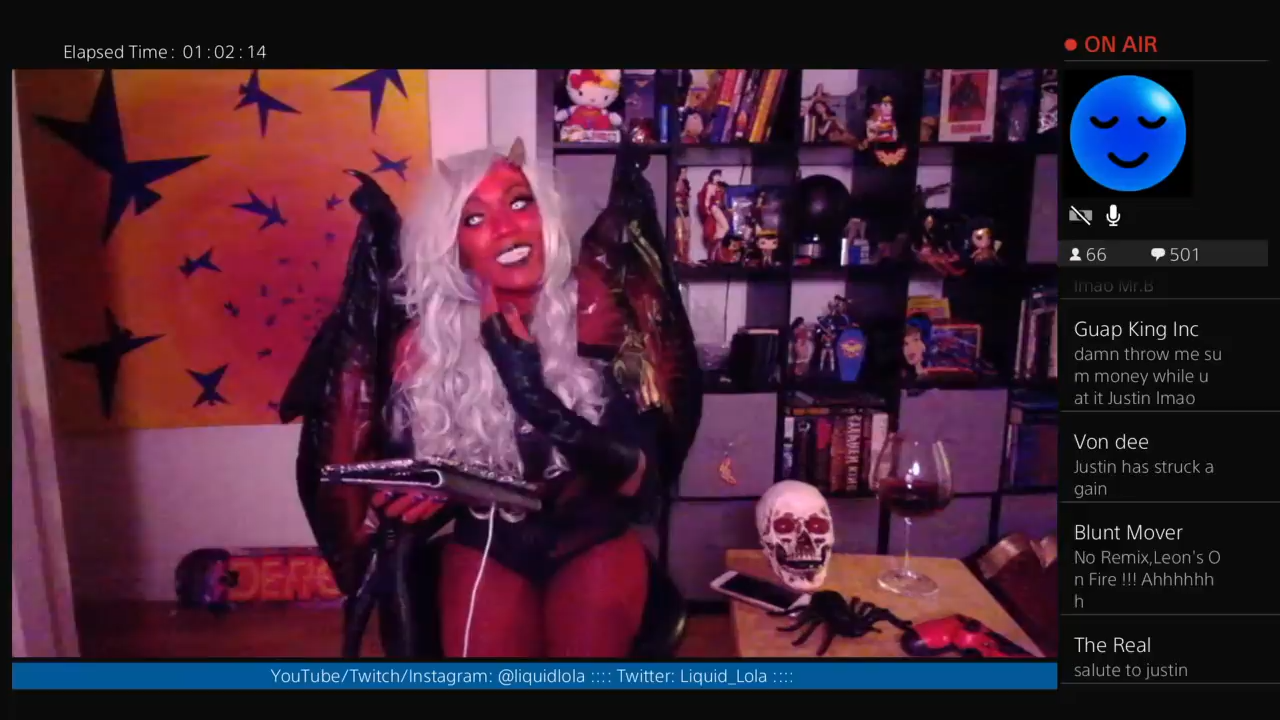 Elapsed Time: 01:02:14
ON AIR
66 501
lmao Mr.B
Guap King Inc
damn throw me su
m money while u
at it Justin lmao
Von dee
Justin has struck a
gain
Blunt Mover
No Remix,Leon's O
n Fire !!! Ahhhhhh
h
The Real
salute to justin
YouTube/Twitch/Instagram: @liquidlola :::: Twitter: Liquid_Lola ::::